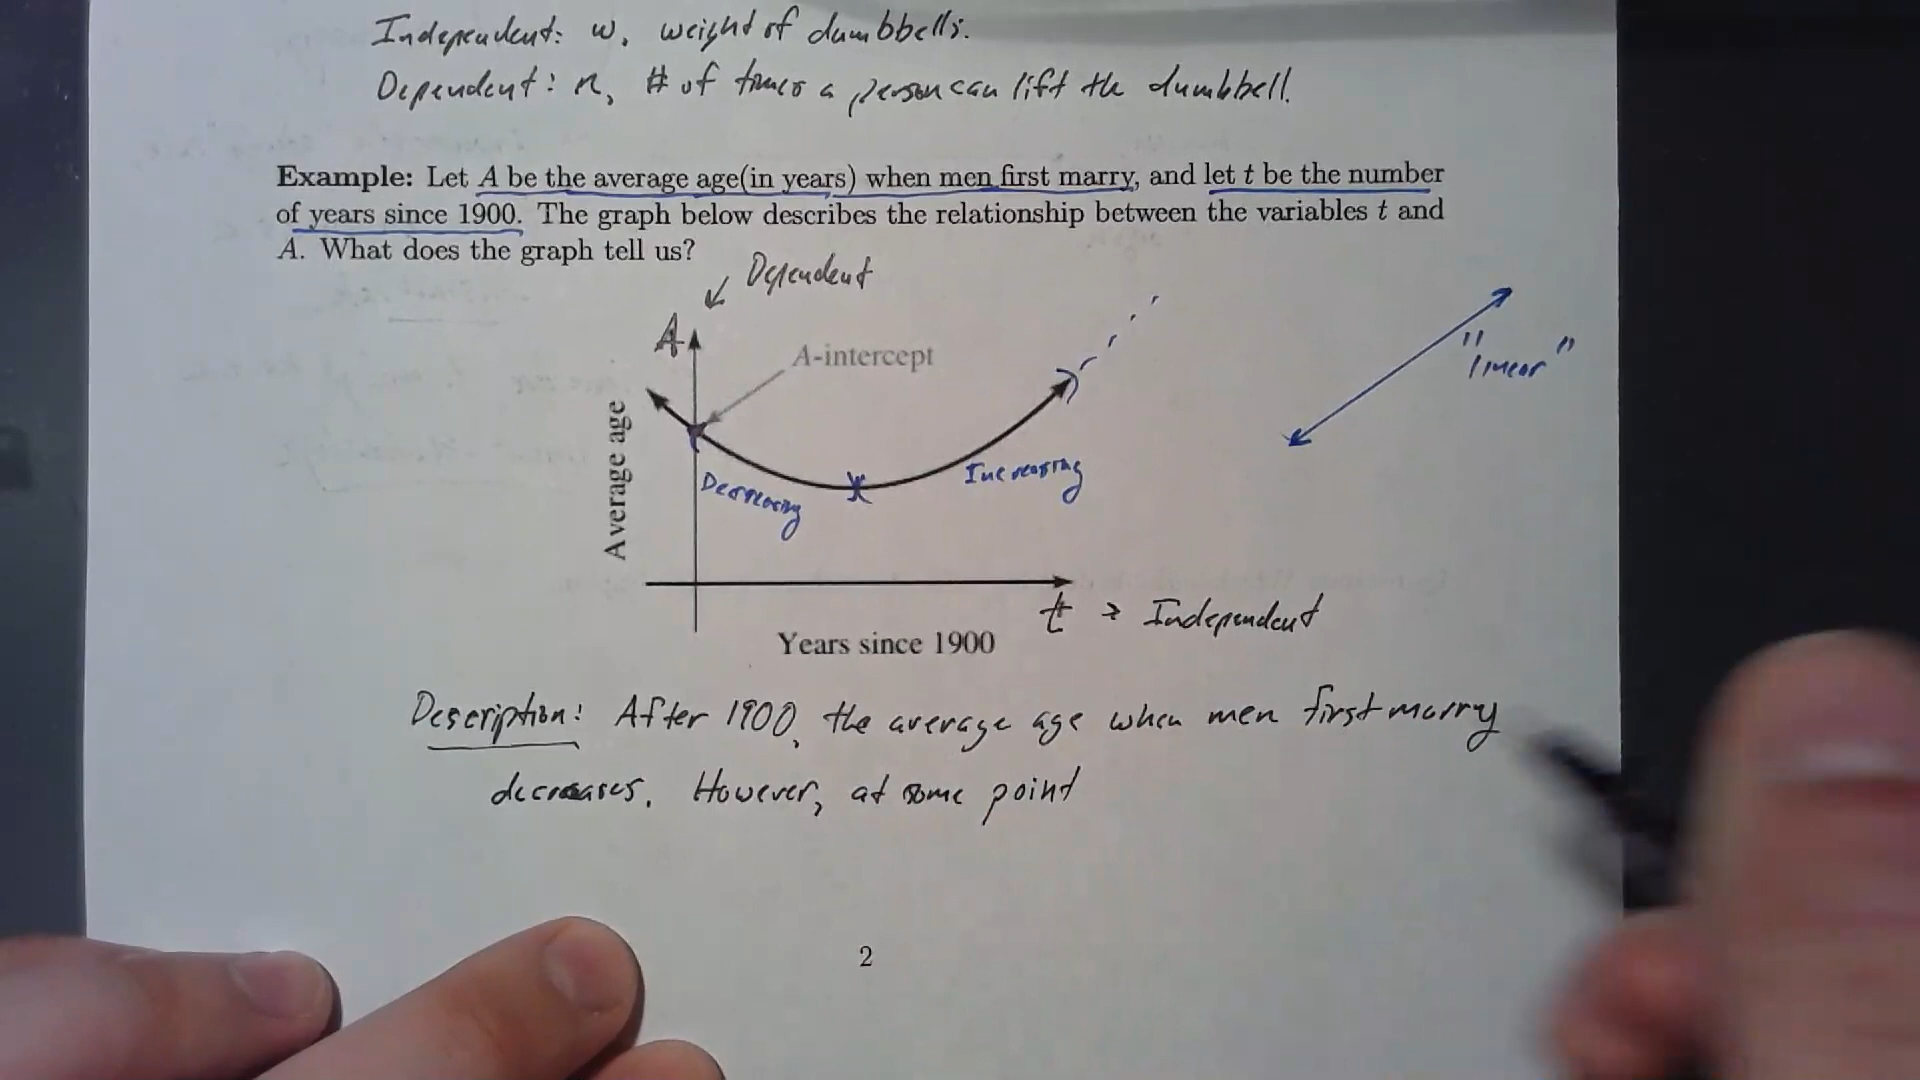 Independent: w, weight of dumbbells.
Dependent: n, # of times a person can lift the dumbbell.
Example: Let A be the average age(in years) when men first marry, and let t be the number
of years since 1900. The graph below describes the relationship between the variables t and
A. What does the graph tell us?
Dependent
A
A-intercept
"linear"
Average age
Decreasing
Increasing
t → Independent
Years since 1900
Description: After 1900, the average age when men first marry
decreases. However, at some point
2